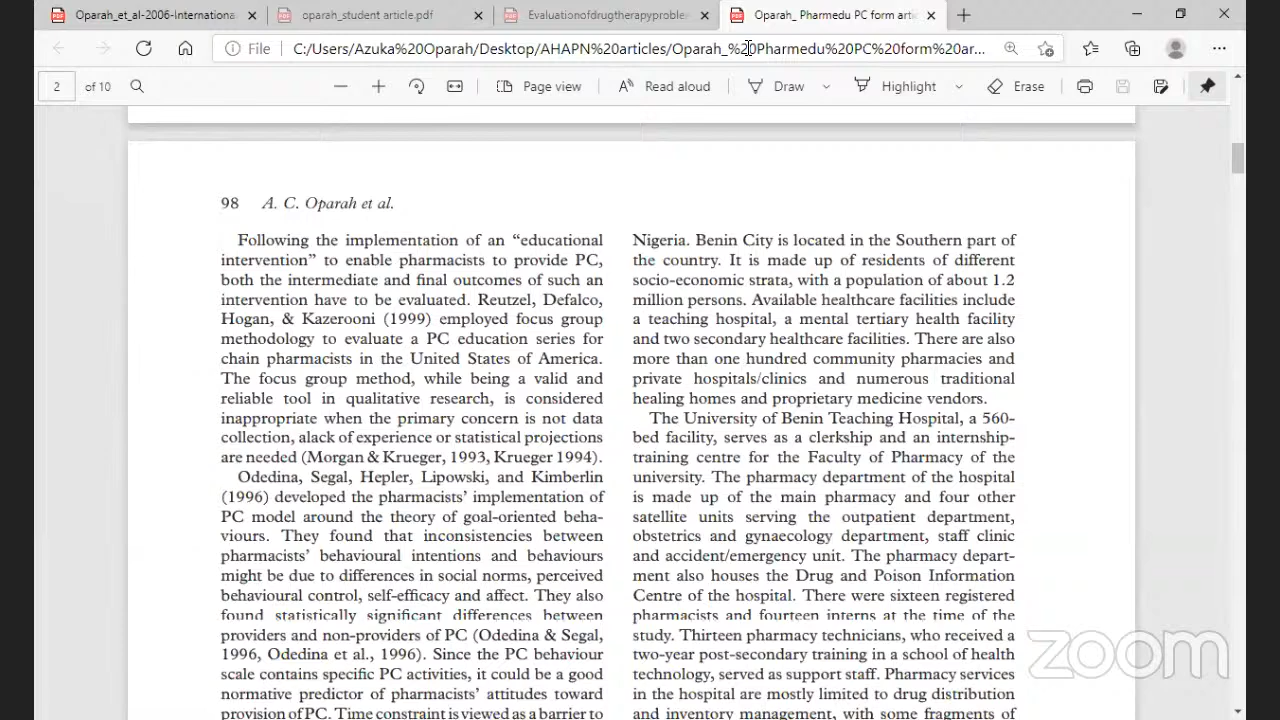 Oparah_et_al-2006-Internationa
oparah_student article.pdf
Evaluationofdrugtherapyproble
Oparah_ Pharmedu PC form artic
File
C:/Users/Azuka%20Oparah/Desktop/AHAPN%20articles/Oparah_%20Pharmedu%20PC%20form%20ar...
2
of 10
Page view
Read aloud
Draw
Highlight
Erase
98 A. C. Oparah et al.
Following the implementation of an “educational
intervention” to enable pharmacists to provide PC,
both the intermediate and final outcomes of such an
intervention have to be evaluated. Reutzel, Defalco,
Hogan, & Kazerooni (1999) employed focus group
methodology to evaluate a PC education series for
chain pharmacists in the United States of America.
The focus group method, while being a valid and
reliable tool in qualitative research, is considered
inappropriate when the primary concern is not data
collection, alack of experience or statistical projections
are needed (Morgan & Krueger, 1993, Krueger 1994).
Odedina, Segal, Hepler, Lipowski, and Kimberlin
(1996) developed the pharmacists’ implementation of
PC model around the theory of goal-oriented beha-
viours. They found that inconsistencies between
pharmacists’ behavioural intentions and behaviours
might be due to differences in social norms, perceived
behavioural control, self-efficacy and affect. They also
found statistically significant differences between
providers and non-providers of PC (Odedina & Segal,
1996, Odedina et al., 1996). Since the PC behaviour
scale contains specific PC activities, it could be a good
normative predictor of pharmacists’ attitudes toward
provision of PC. Time constraint is viewed as a barrier to
Nigeria. Benin City is located in the Southern part of
the country. It is made up of residents of different
socio-economic strata, with a population of about 1.2
million persons. Available healthcare facilities include
a teaching hospital, a mental tertiary health facility
and two secondary healthcare facilities. There are also
more than one hundred community pharmacies and
private hospitals/clinics and numerous traditional
healing homes and proprietary medicine vendors.
The University of Benin Teaching Hospital, a 560-
bed facility, serves as a clerkship and an internship-
training centre for the Faculty of Pharmacy of the
university. The pharmacy department of the hospital
is made up of the main pharmacy and four other
satellite units serving the outpatient department,
obstetrics and gynaecology department, staff clinic
and accident/emergency unit. The pharmacy depart-
ment also houses the Drug and Poison Information
Centre of the hospital. There were sixteen registered
pharmacists and fourteen interns at the time of the
study. Thirteen pharmacy technicians, who received a
two-year post-secondary training in a school of health
technology, served as support staff. Pharmacy services
in the hospital are mostly limited to drug distribution
and inventory management, with some fragments of
zoom